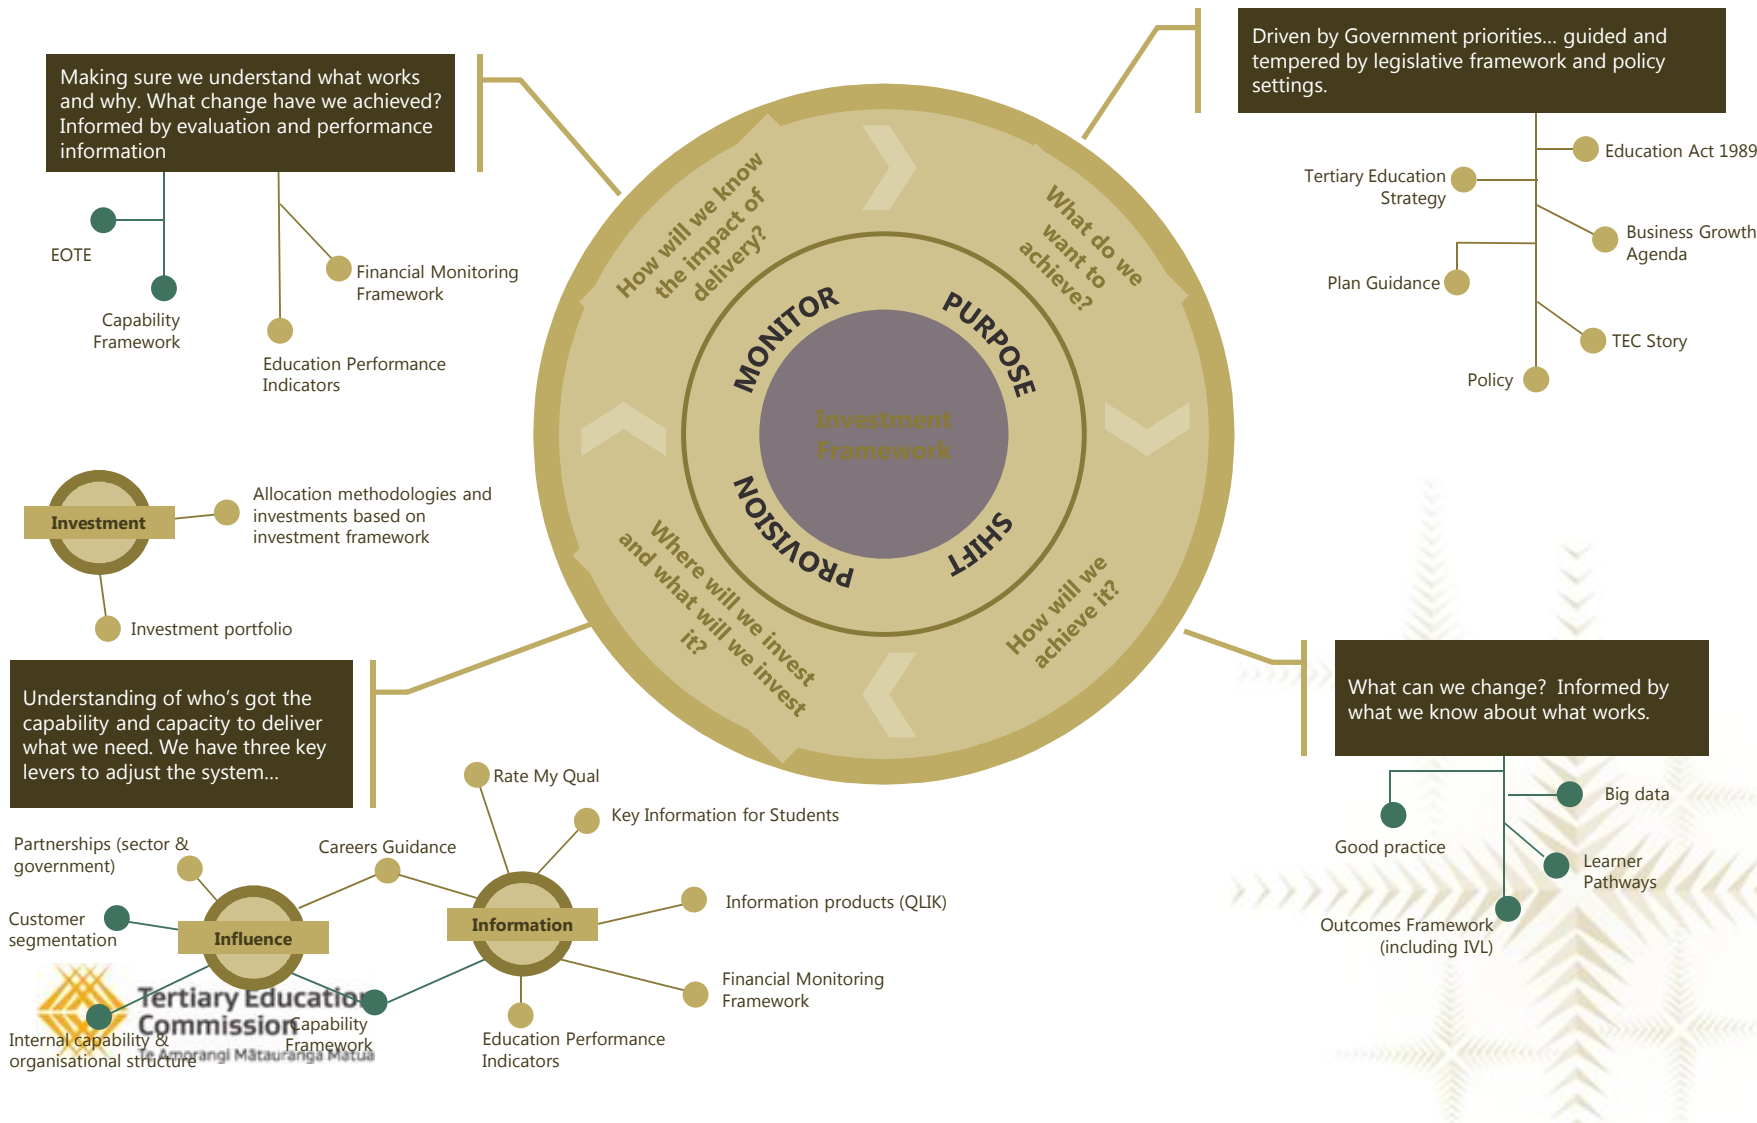 Making sure we understand what works
and why. What change have we achieved?
Informed by evaluation and performance
information
EOTE
Capability
Framework
Financial Monitoring
Framework
Education Performance
Indicators
Driven by Government priorities... guided and
tempered by legislative framework and policy
settings.
Education Act 1989
Tertiary Education
Strategy
Business Growth
Agenda
Plan Guidance
TEC Story
Policy
How will we know
the impact of
delivery?
What do we
want to
achieve?
MONITOR
PURPOSE
Investment
Framework
PROVISION
SHIFT
Where will we invest
and what will we invest
it?
How will we
achieve it?
Investment
Allocation methodologies and
investments based on
investment framework
Investment portfolio
Understanding of who’s got the
capability and capacity to deliver
what we need. We have three key
levers to adjust the system...
What can we change?  Informed by
what we know about what works.
Good practice
Big data
Learner
Pathways
Outcomes Framework
(including IVL)
Rate My Qual
Key Information for Students
Partnerships (sector &
government)
Careers Guidance
Customer
segmentation
Influence
Information
Information products (QLIK)
Financial Monitoring
Framework
Education Performance
Indicators
Capability
Framework
Internal capability &
organisational structure
Tertiary Education
Commission
Te Amorangi Mātauranga Matua